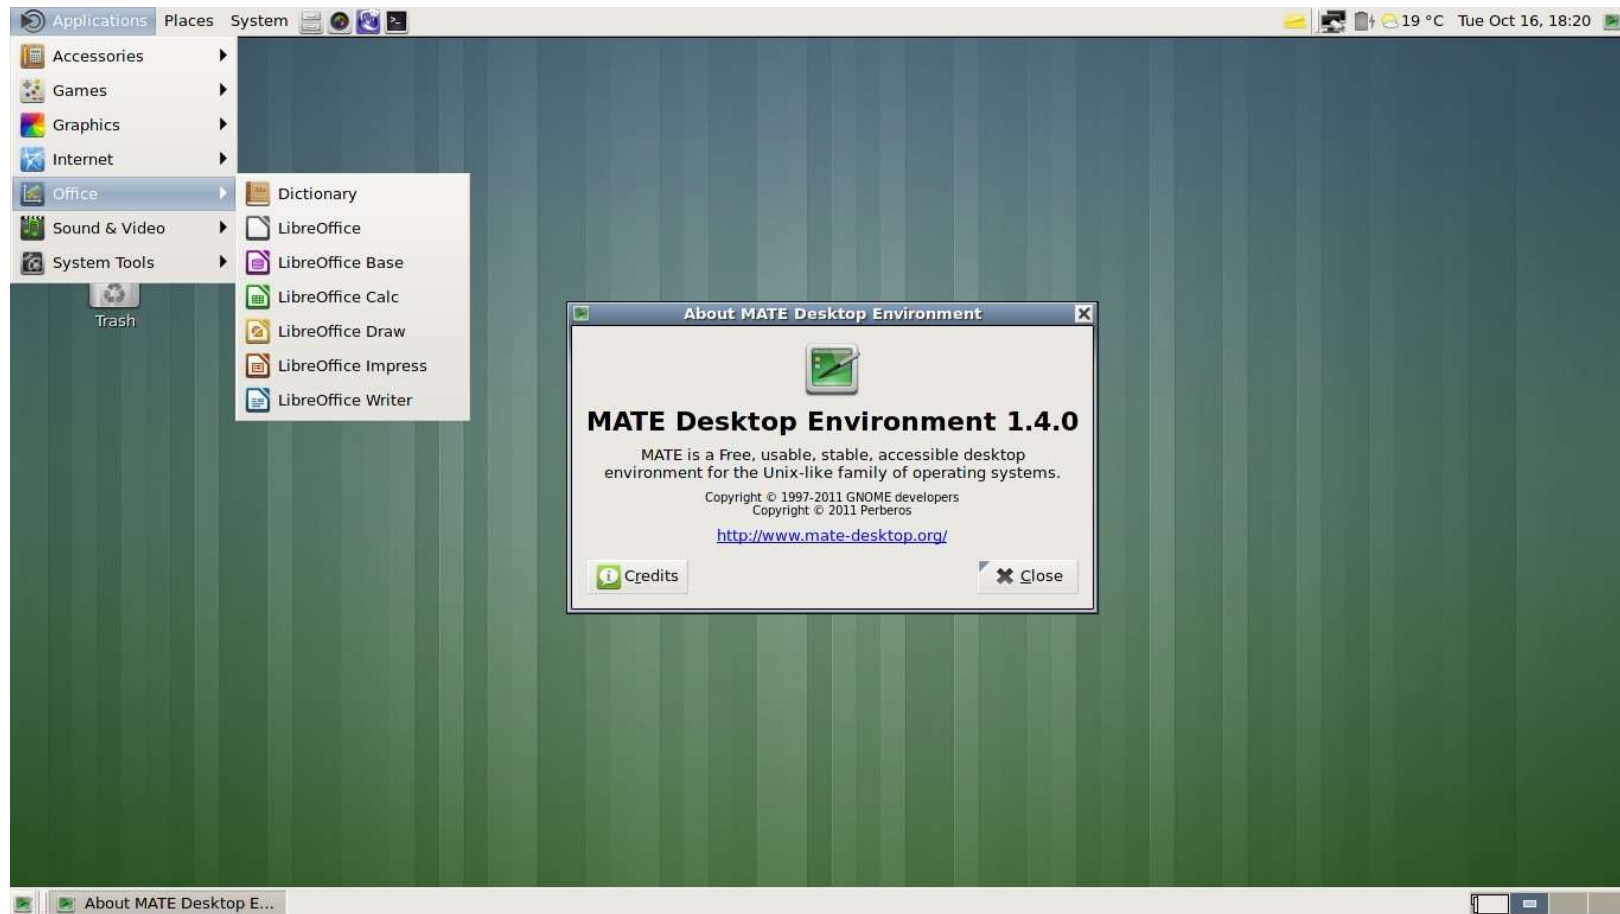 Applications Places System
19 °C Tue Oct 16, 18:20
Accessories
Games
Graphics
Internet
Office
Sound & Video
System Tools
Dictionary
LibreOffice
LibreOffice Base
LibreOffice Calc
LibreOffice Draw
LibreOffice Impress
LibreOffice Writer
Trash
About MATE Desktop Environment
MATE Desktop Environment 1.4.0
MATE is a Free, usable, stable, accessible desktop
environment for the Unix-like family of operating systems.
Copyright © 1997-2011 GNOME developers
Copyright © 2011 Perberos
http://www.mate-desktop.org/
Credits
Close
About MATE Desktop E...